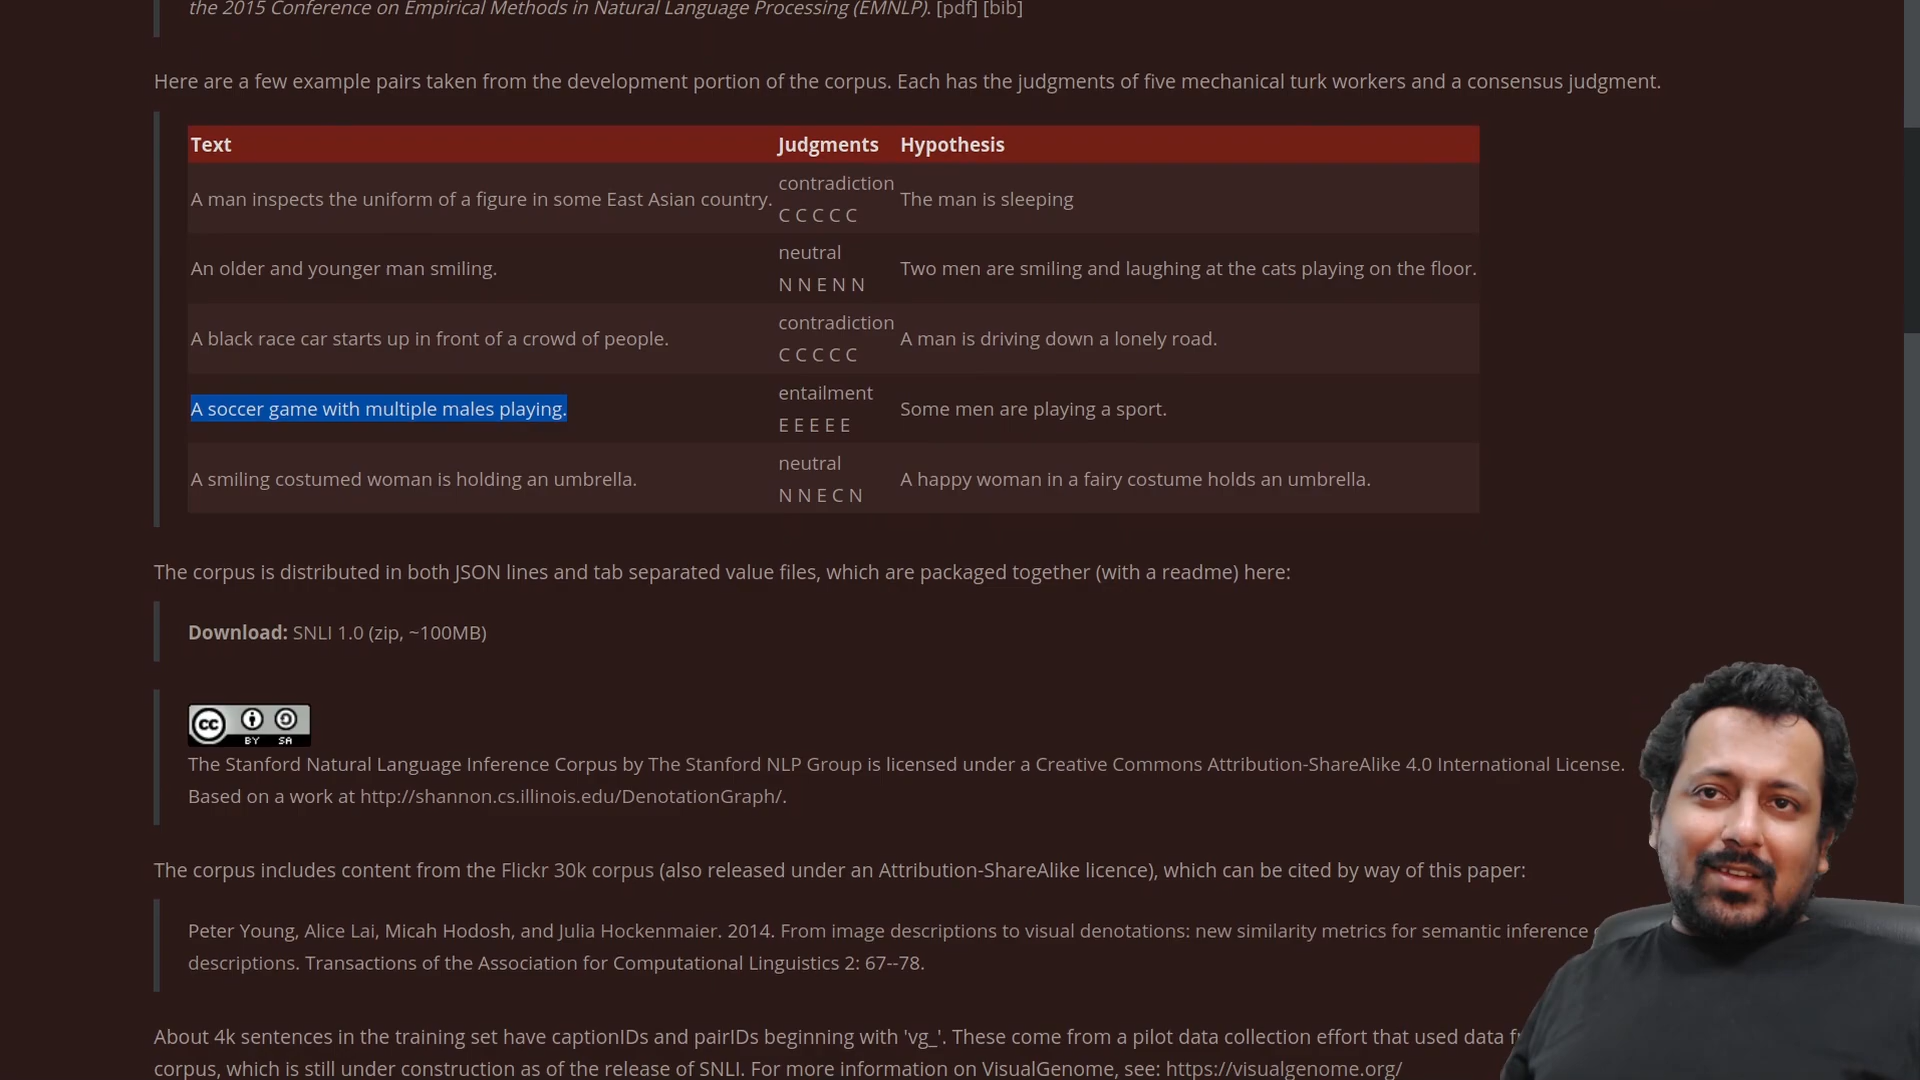 the 2015 Conference on Empirical Methods in Natural Language Processing (EMNLP). [pdf] [bib]
Here are a few example pairs taken from the development portion of the corpus. Each has the judgments of five mechanical turk workers and a consensus judgment.
Text Judgments Hypothesis
A man inspects the uniform of a figure in some East Asian country. contradiction C C C C C The man is sleeping
An older and younger man smiling. neutral N N E N N Two men are smiling and laughing at the cats playing on the floor.
A black race car starts up in front of a crowd of people. contradiction C C C C C A man is driving down a lonely road.
A soccer game with multiple males playing. entailment E E E E E Some men are playing a sport.
A smiling costumed woman is holding an umbrella. neutral N N E C N A happy woman in a fairy costume holds an umbrella.
The corpus is distributed in both JSON lines and tab separated value files, which are packaged together (with a readme) here:
Download: SNLI 1.0 (zip, ~100MB)
cc BY SA
The Stanford Natural Language Inference Corpus by The Stanford NLP Group is licensed under a Creative Commons Attribution-ShareAlike 4.0 International License.
Based on a work at http://shannon.cs.illinois.edu/DenotationGraph/.
The corpus includes content from the Flickr 30k corpus (also released under an Attribution-ShareAlike licence), which can be cited by way of this paper:
Peter Young, Alice Lai, Micah Hodosh, and Julia Hockenmaier. 2014. From image descriptions to visual denotations: new similarity metrics for semantic inference
descriptions. Transactions of the Association for Computational Linguistics 2: 67--78.
About 4k sentences in the training set have captionIDs and pairIDs beginning with 'vg_'. These come from a pilot data collection effort that used data
corpus, which is still under construction as of the release of SNLI. For more information on VisualGenome, see: https://visualgenome.org/